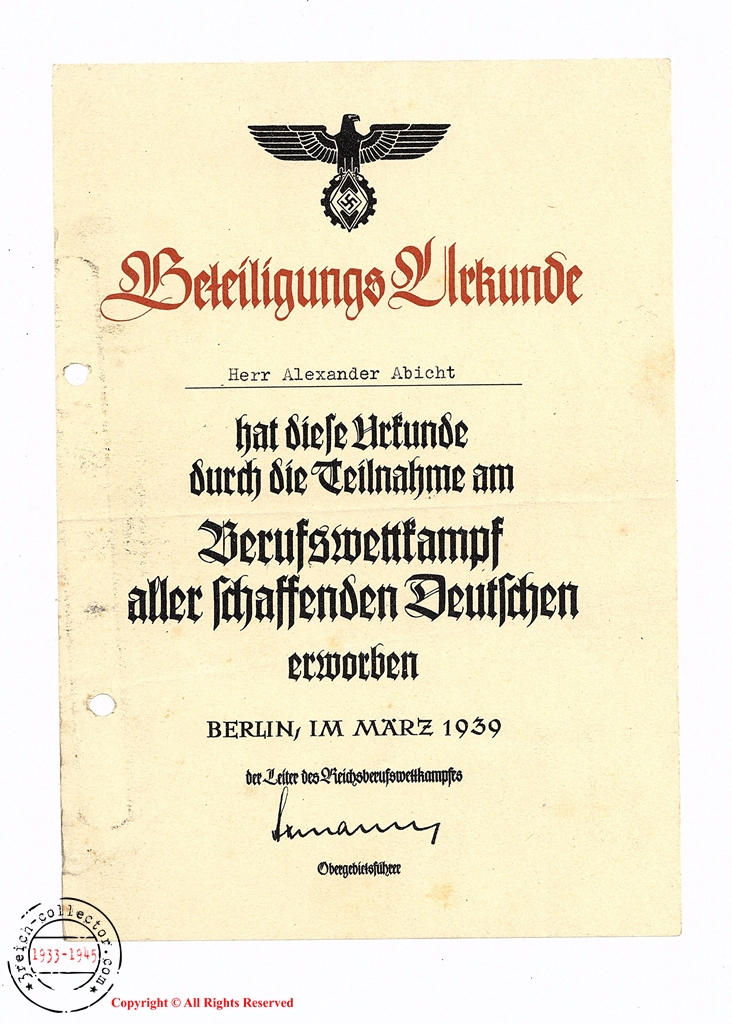 Beteiligungs Urkunde
Herr Alexander Abicht
hat dieſe Urkunde
durch die Teilnahme am
Berufswettkampf
aller ſchaffenden Deutſchen
erworben
BERLIN, IM MÄRZ 1939
der Leiter des Reichsberufswettkampfes
Obergebietsführer
3reich-collector.com
1933-1945
Copyright © All Rights Reserved